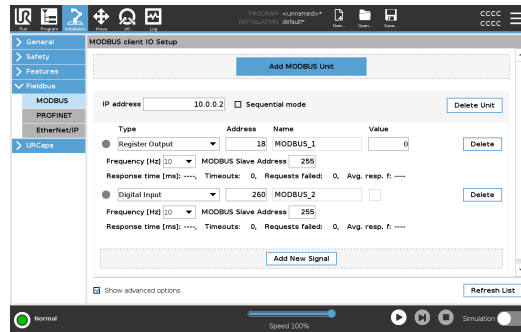 PROGRAM <unnamed>*
INSTALLATION default*
CCCC
CCCC
Run Program Installation Move I/O Log New... Open... Save...
General
MODBUS client IO Setup
Safety
Features
Fieldbus
MODBUS
PROFINET
EtherNet/IP
URCaps
Add MODBUS Unit
IP address 10.0.0.2 Sequential mode Delete Unit
Type Address Name Value
Register Output 18 MODBUS_1 0 Delete
Frequency [Hz] 10 MODBUS Slave Address 255
Response time [ms]: ----, Timeouts: 0, Requests failed: 0, Avg. resp. f: ----
Digital Input 260 MODBUS_2 Delete
Frequency [Hz] 10 MODBUS Slave Address 255
Response time [ms]: ----, Timeouts: 0, Requests failed: 0, Avg. resp. f: ----
Add New Signal
Show advanced options Refresh List
Normal
Speed 100%
Simulation